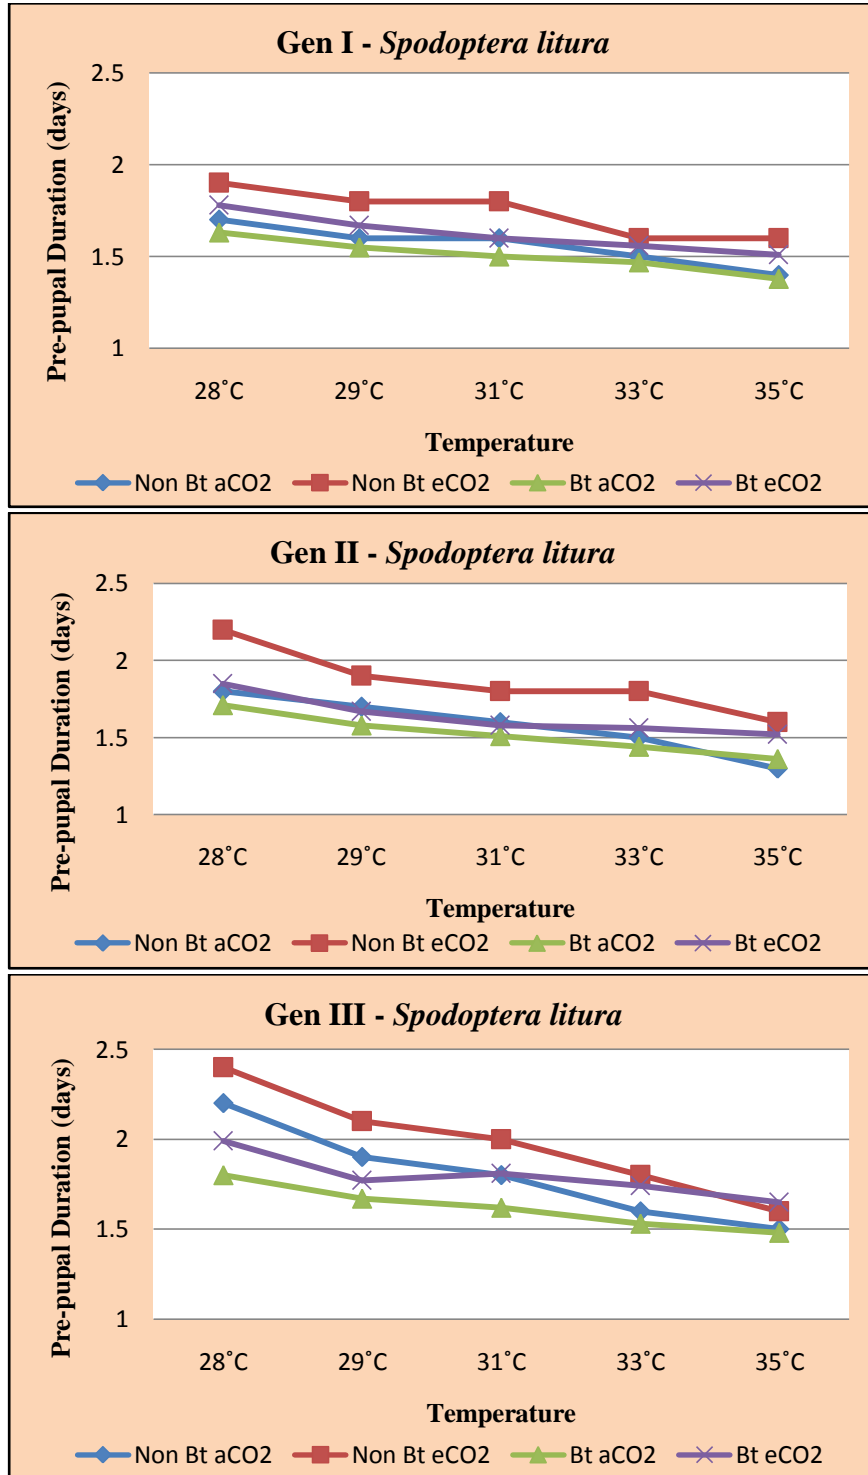 Gen I - Spodoptera litura
Pre-pupal Duration (days)
2.5
2
1.5
1
28˚C 29˚C 31˚C 33˚C 35˚C
Temperature
Non Bt aCO2 Non Bt eCO2 Bt aCO2 Bt eCO2
Gen II - Spodoptera litura
Pre-pupal Duration (days)
2.5
2
1.5
1
28˚C 29˚C 31˚C 33˚C 35˚C
Temperature
Non Bt aCO2 Non Bt eCO2 Bt aCO2 Bt eCO2
Gen III - Spodoptera litura
Pre-pupal Duration (days)
2.5
2
1.5
1
28˚C 29˚C 31˚C 33˚C 35˚C
Temperature
Non Bt aCO2 Non Bt eCO2 Bt aCO2 Bt eCO2